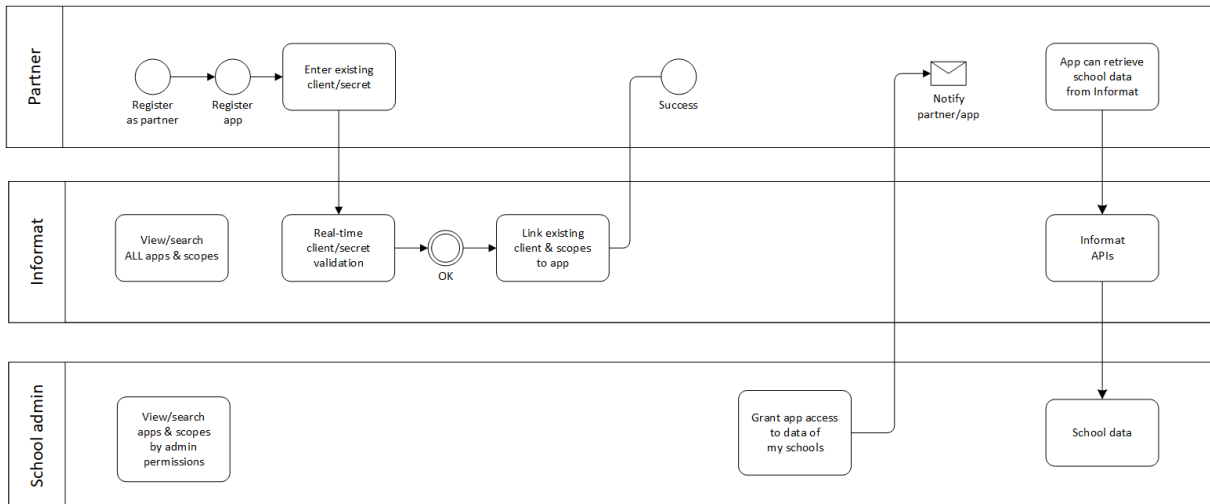 Partner
Register
as partner
Register
app
Enter existing
client/secret
Success
Notify
partner/app
App can retrieve
school data
from Informat
Informat
View/search
ALL apps & scopes
Real-time
client/secret
validation
OK
Link existing
client & scopes
to app
Informat
APIs
School admin
View/search
apps & scopes
by admin
permissions
Grant app access
to data of
my schools
School data